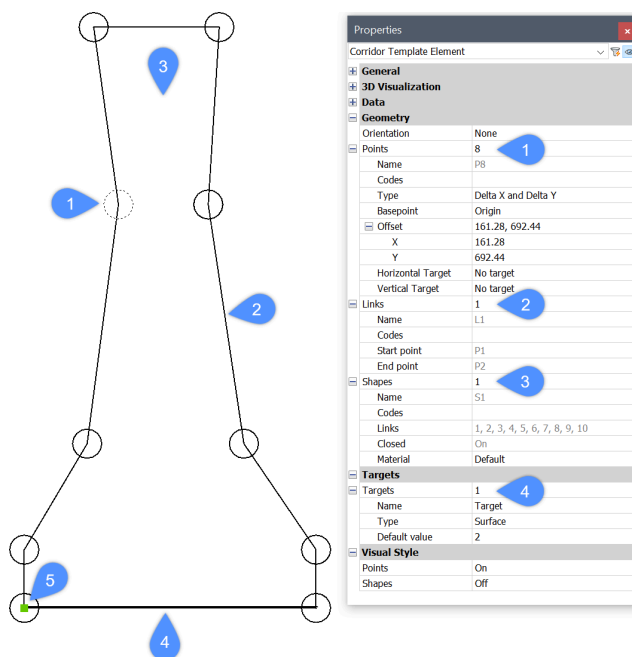 Properties
×
Corridor Template Element
General
3D Visualization
Data
Geometry
Orientation None
Points 8 1
Name P8
Codes
Type Delta X and Delta Y
Basepoint Origin
Offset 161.28, 692.44
X 161.28
Y 692.44
Horizontal Target No target
Vertical Target No target
Links 1 2
Name L1
Codes
Start point P1
End point P2
Shapes 1 3
Name S1
Codes
Links 1, 2, 3, 4, 5, 6, 7, 8, 9, 10
Closed On
Material Default
Targets
Targets 1 4
Name Target
Type Surface
Default value 2
Visual Style
Points On
Shapes Off
3
1
2
5
4